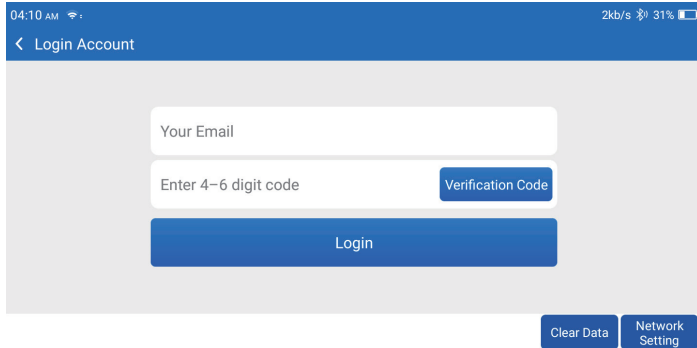 04:10 AM 2kb/s 31%
Login Account
Your Email
Enter 4–6 digit code Verification Code
Login
Clear Data Network
Setting